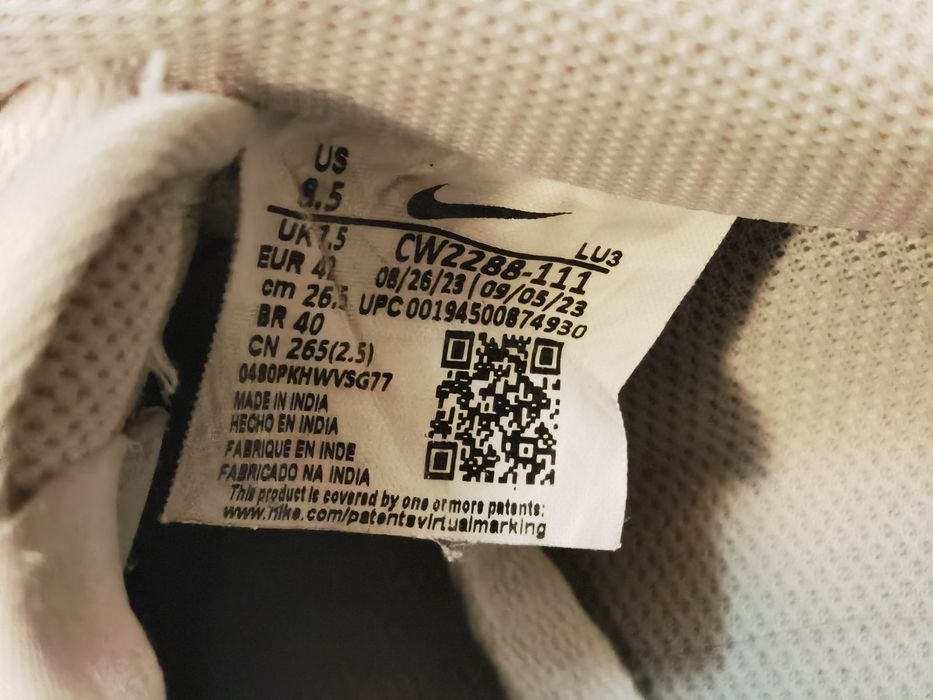 US
8.5
UK 7.5
EUR 42
cm 26.5
BR 40
CN 265(2.5)
0480PKHWVSG77
MADE IN INDIA
HECHO EN INDIA
FABRIQUE EN INDE
FABRICADO NA INDIA
LU3
CW2288-111
08/26/23 | 09/05/23
UPC 00194500874930
This product is covered by one or more patents:
www.nike.com/patentsvirtualmarking